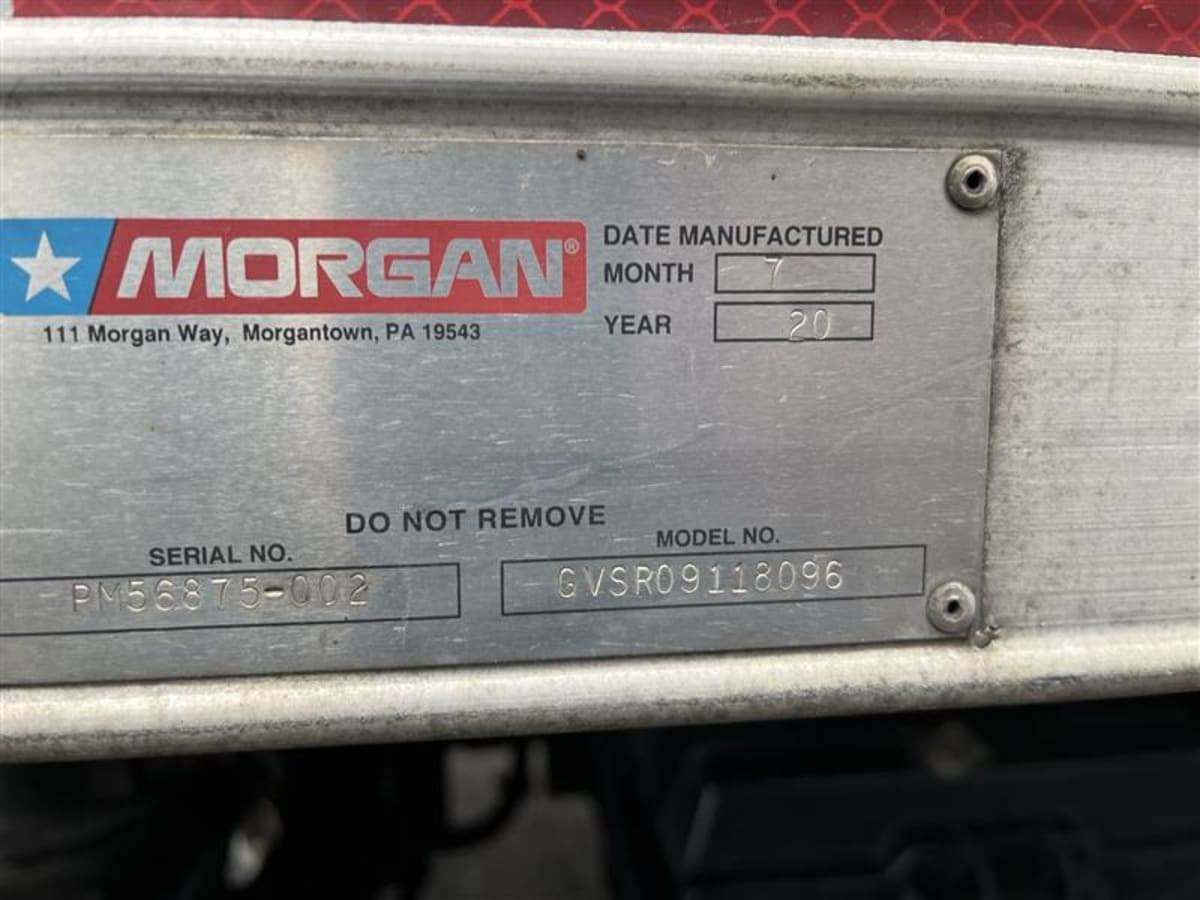 MORGAN®
111 Morgan Way, Morgantown, PA 19543
DATE MANUFACTURED
MONTH 7
YEAR 20
DO NOT REMOVE
SERIAL NO.
PM56875-002
MODEL NO.
GVSR09118096